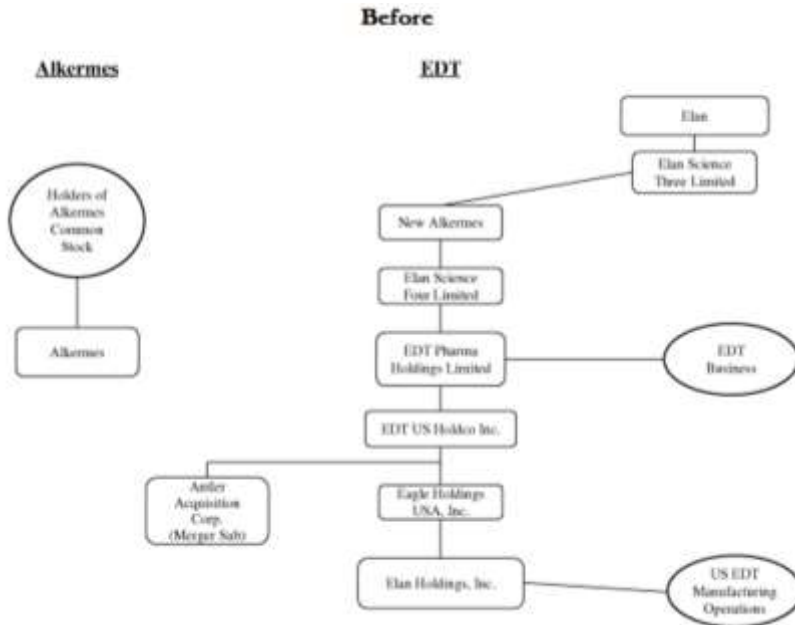 Before
Alkermes
EDT
Elan
Elan Science
Three Limited
Holders of
Alkermes
Common
Stock
New Alkermes
Elan Science
Four Limited
Alkermes
EDT Pharma
Holdings Limited
EDT
Business
EDT US Holdco Inc.
Antler
Acquisition
Corp.
(Merger Sub)
Eagle Holdings
USA, Inc.
Elan Holdings, Inc.
US EDT
Manufacturing
Operations